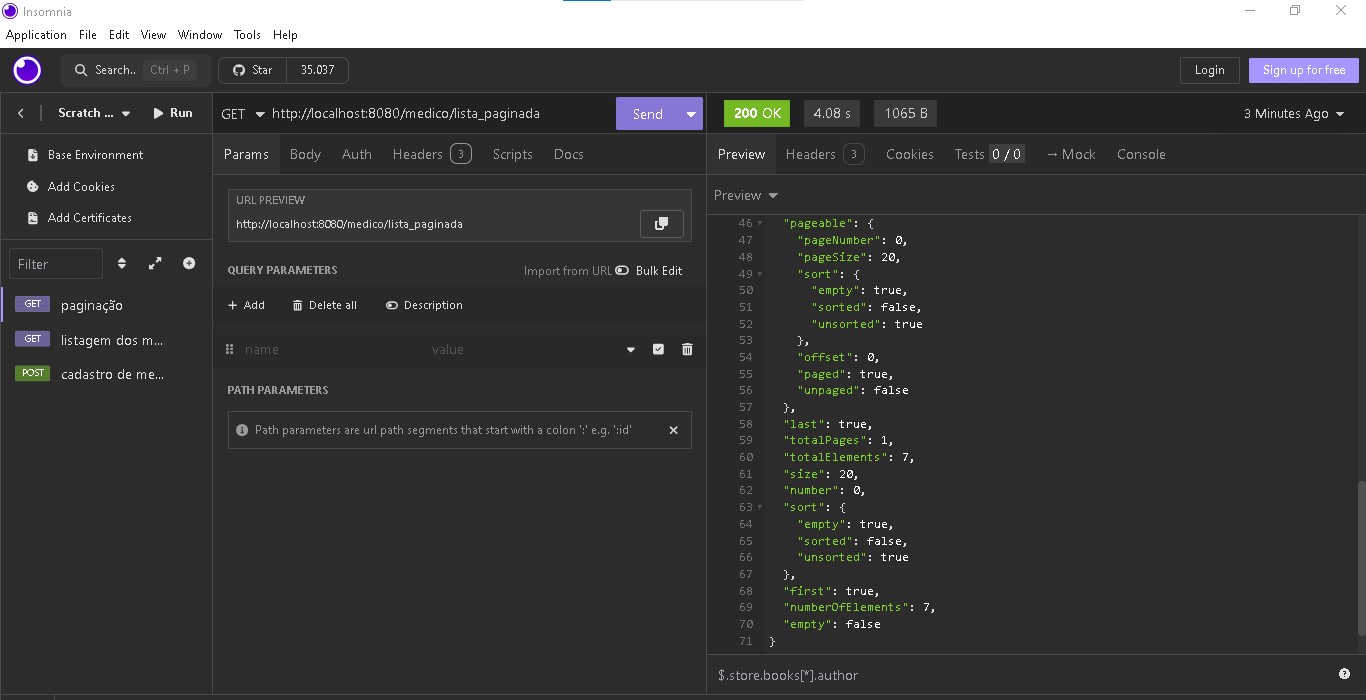 Insomnia
Application File Edit View Window Tools Help
Search.. Ctrl + P
Star 35.037
Login
Sign up for free
Scratch ...
Run
Base Environment
Add Cookies
Add Certificates
Filter
GET paginação
GET listagem dos m...
POST cadastro de me...
GET http://localhost:8080/medico/lista_paginada
Send
Params Body Auth Headers 3 Scripts Docs
URL PREVIEW
http://localhost:8080/medico/lista_paginada
QUERY PARAMETERS
Import from URL Bulk Edit
Add Delete all Description
name value
PATH PARAMETERS
Path parameters are url path segments that start with a colon ':' e.g. ':id'
200 OK 4.08 s 1065 B
3 Minutes Ago
Preview Headers 3 Cookies Tests 0 / 0 → Mock Console
Preview
46 "pageable": {
47 "pageNumber": 0,
48 "pageSize": 20,
49 "sort": {
50 "empty": true,
51 "sorted": false,
52 "unsorted": true
53 },
54 "offset": 0,
55 "paged": true,
56 "unpaged": false
57 },
58 "last": true,
59 "totalPages": 1,
60 "totalElements": 7,
61 "size": 20,
62 "number": 0,
63 "sort": {
64 "empty": true,
65 "sorted": false,
66 "unsorted": true
67 },
68 "first": true,
69 "numberOfElements": 7,
70 "empty": false
71 }
$.store.books[*].author